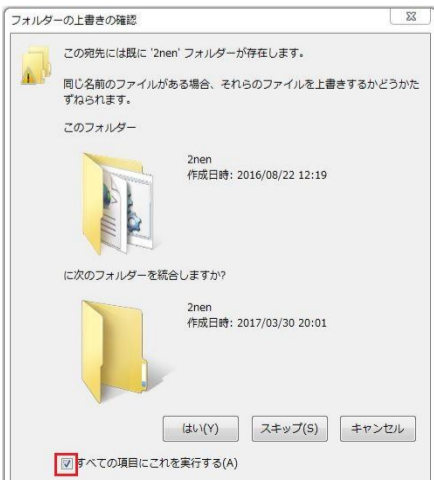 フォルダーの上書きの確認
この宛先には既に '2nen' フォルダーが存在します。
同じ名前のファイルがある場合、それらのファイルを上書きするかどうかた
ずねられます。
このフォルダー
2nen
作成日時: 2016/08/22 12:19
に次のフォルダーを統合しますか?
2nen
作成日時: 2017/03/30 20:01
はい(Y) スキップ(S) キャンセル
すべての項目にこれを実行する(A)